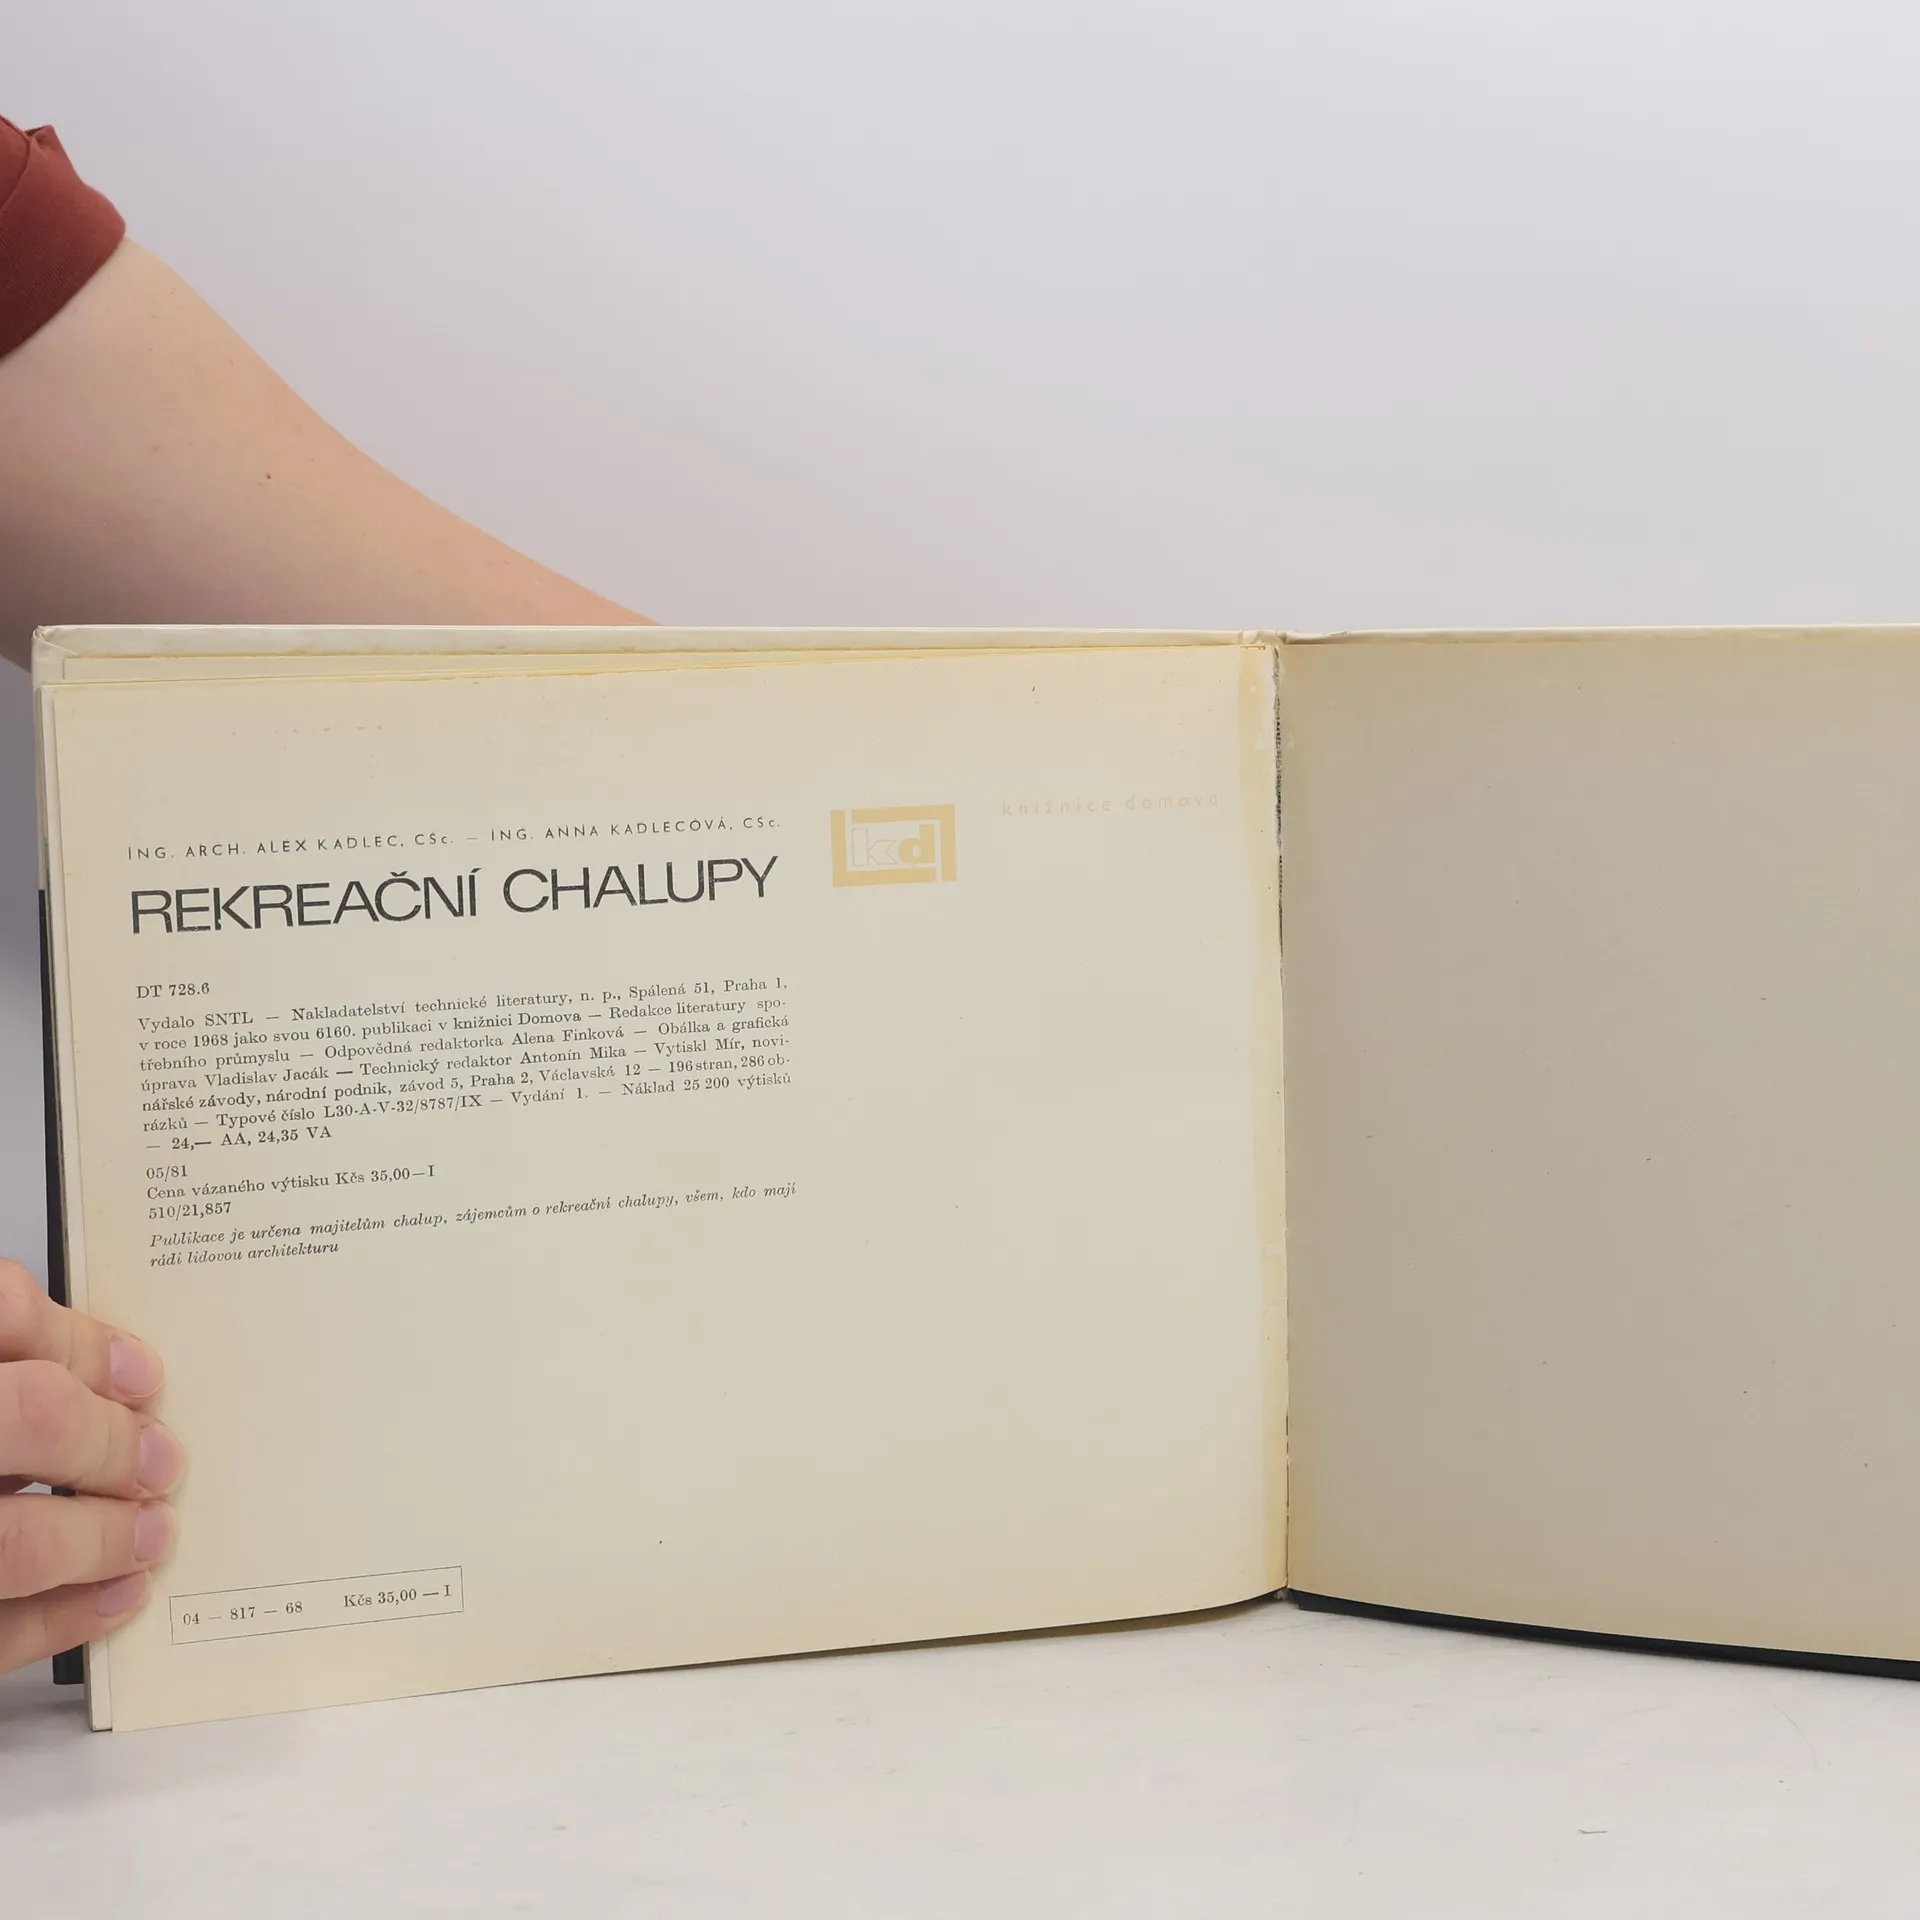 ING. ARCH. ALEX KADLEC, CSc. — ING. ANNA KADLECOVÁ, CSc.
REKREAČNÍ CHALUPY
kd
knižnice domova
DT 728.6
Vydalo SNTL — Nakladatelství technické literatury, n. p., Spálená 51, Praha 1,
v roce 1968 jako svou 6160. publikaci v knižnici Domova — Redakce literatury spo-
třebního průmyslu — Odpovědná redaktorka Alena Finková — Obálka a grafická
úprava Vladislav Jacák — Technický redaktor Antonín Mika — Vytiskl Mír, novi-
nářské závody, národní podnik, závod 5, Praha 2, Václavská 12 — 196 stran, 286 ob-
rázků — Typové číslo L30-A-V-32/8787/IX — Vydání 1. — Náklad 25 200 výtisků
— 24,— AA, 24,35 VA
05/81
Cena vázaného výtisku Kčs 35,00—I
510/21,857
Publikace je určena majitelům chalup, zájemcům o rekreační chalupy, všem, kdo mají
rádi lidovou architekturu
04 — 817 — 68 Kčs 35,00 — I